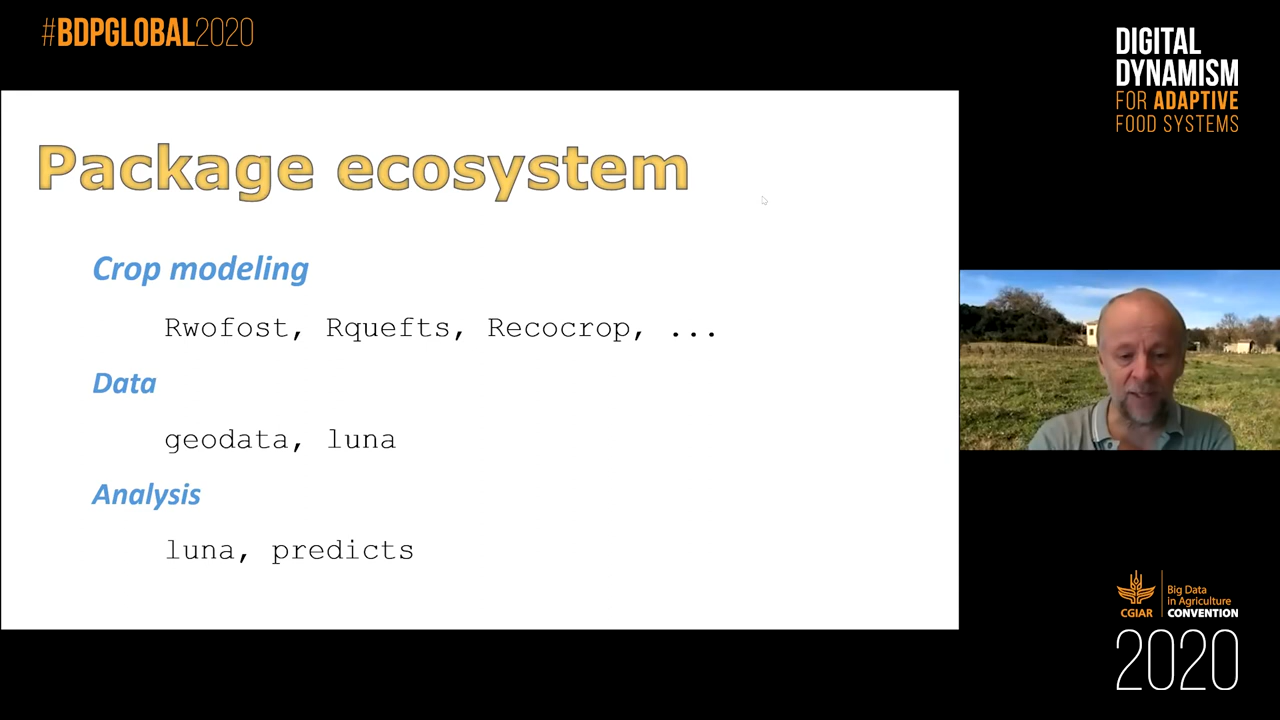 #BDPGLOBAL2020
DIGITAL
DYNAMISM
FOR ADAPTIVE
FOOD SYSTEMS
Package ecosystem
Crop modeling
Rwofost, Rquefts, Recocrop, ...
Data
geodata, luna
Analysis
luna, predicts
CGIAR
Big Data
in Agriculture
CONVENTION
2020